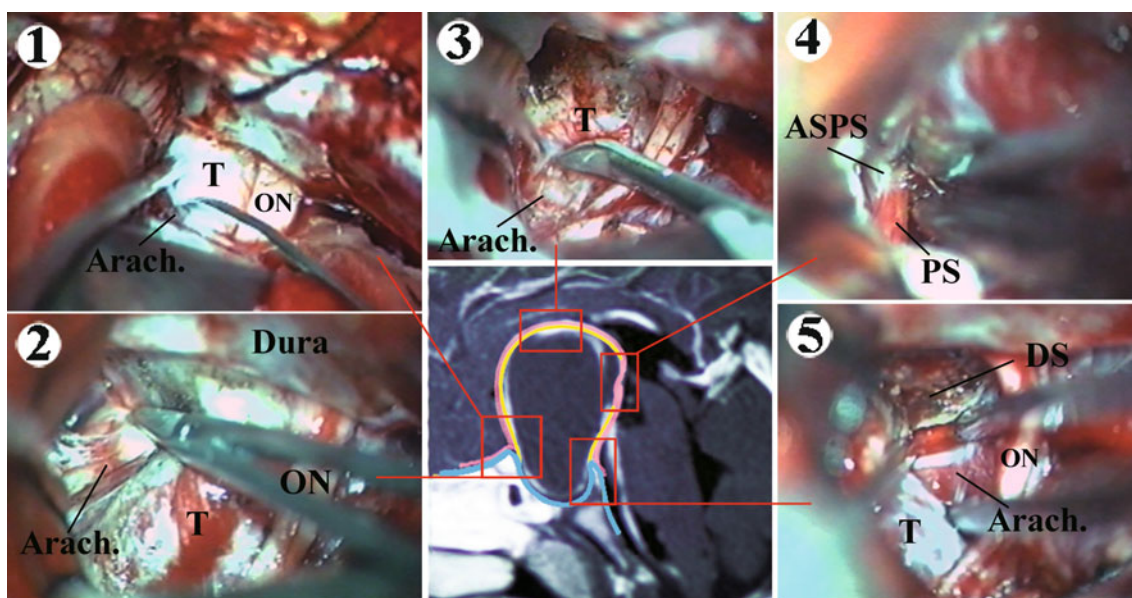 1
T
ON
Arach.
2
Dura
ON
Arach.
T
3
T
Arach.
4
ASPS
PS
5
DS
ON
Arach.
T